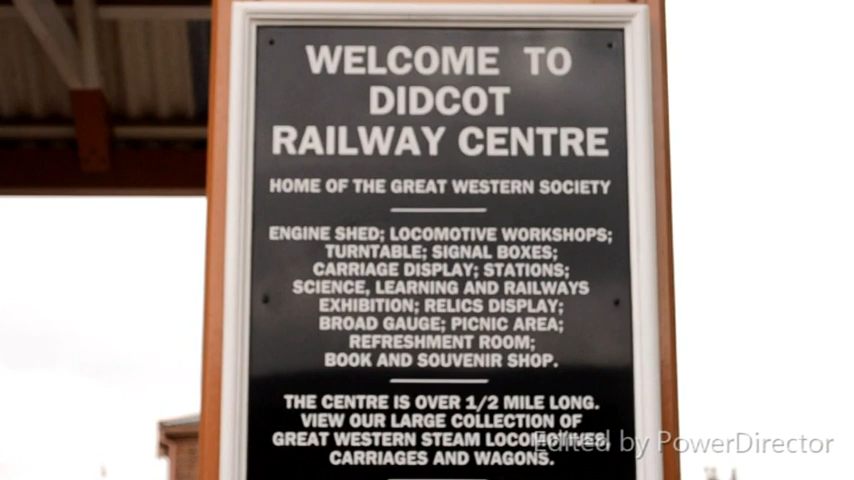 WELCOME TO
DIDCOT
RAILWAY CENTRE
HOME OF THE GREAT WESTERN SOCIETY
ENGINE SHED; LOCOMOTIVE WORKSHOPS;
TURNTABLE; SIGNAL BOXES;
CARRIAGE DISPLAY; STATIONS;
SCIENCE, LEARNING AND RAILWAYS
EXHIBITION; RELICS DISPLAY;
BROAD GAUGE; PICNIC AREA;
REFRESHMENT ROOM;
BOOK AND SOUVENIR SHOP.
THE CENTRE IS OVER 1/2 MILE LONG.
VIEW OUR LARGE COLLECTION OF
GREAT WESTERN STEAM LOCOMOTIVES,
CARRIAGES AND WAGONS.
Edited by PowerDirector